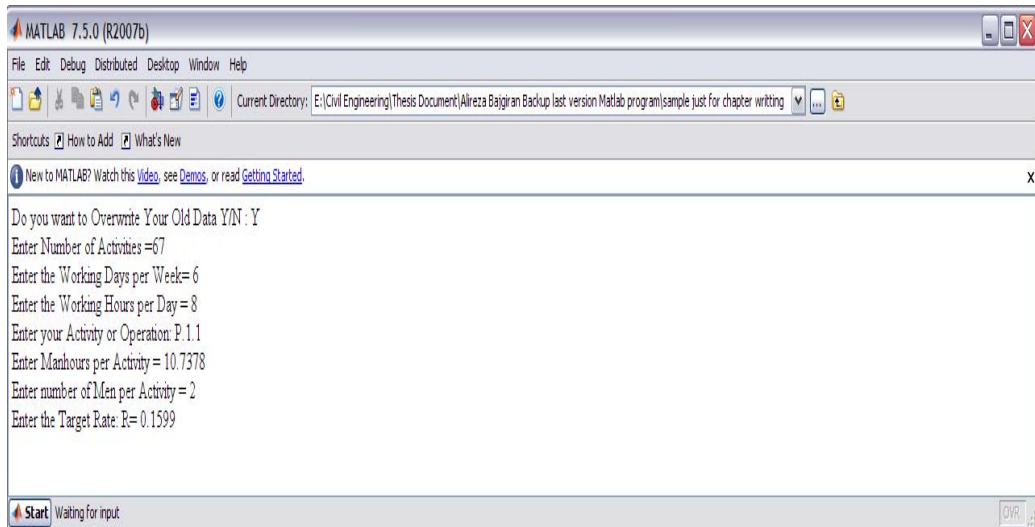 MATLAB 7.5.0 (R2007b)
File Edit Debug Distributed Desktop Window Help
Current Directory: E:\Civil Engineering\Thesis Document\Alireza Bajgiran Backup last version Matlab program\sample just for chapter writting
Shortcuts How to Add What's New
New to MATLAB? Watch this Video, see Demos, or read Getting Started.
Do you want to Overwrite Your Old Data Y/N : Y
Enter Number of Activities =67
Enter the Working Days per Week= 6
Enter the Working Hours per Day = 8
Enter your Activity or Operation: P.1.1
Enter Manhours per Activity = 10.7378
Enter number of Men per Activity = 2
Enter the Target Rate: R= 0.1599
Start Waiting for input
OVR